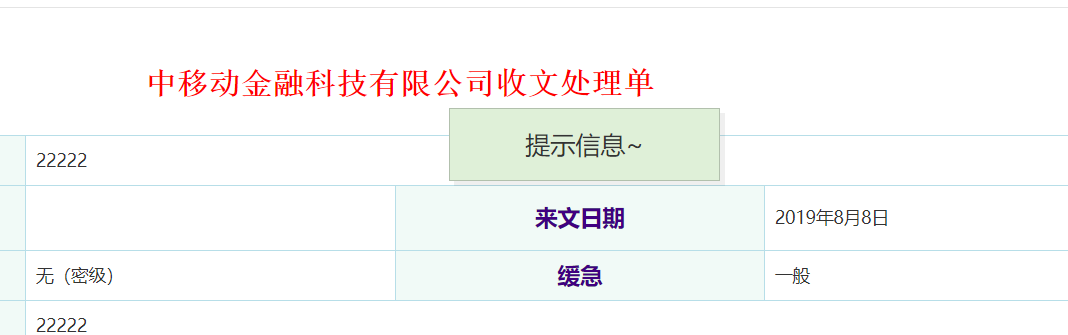 中移动金融科技有限公司收文处理单
提示信息~
22222
来文日期
2019年8月8日
无（密级）
缓急
一般
22222